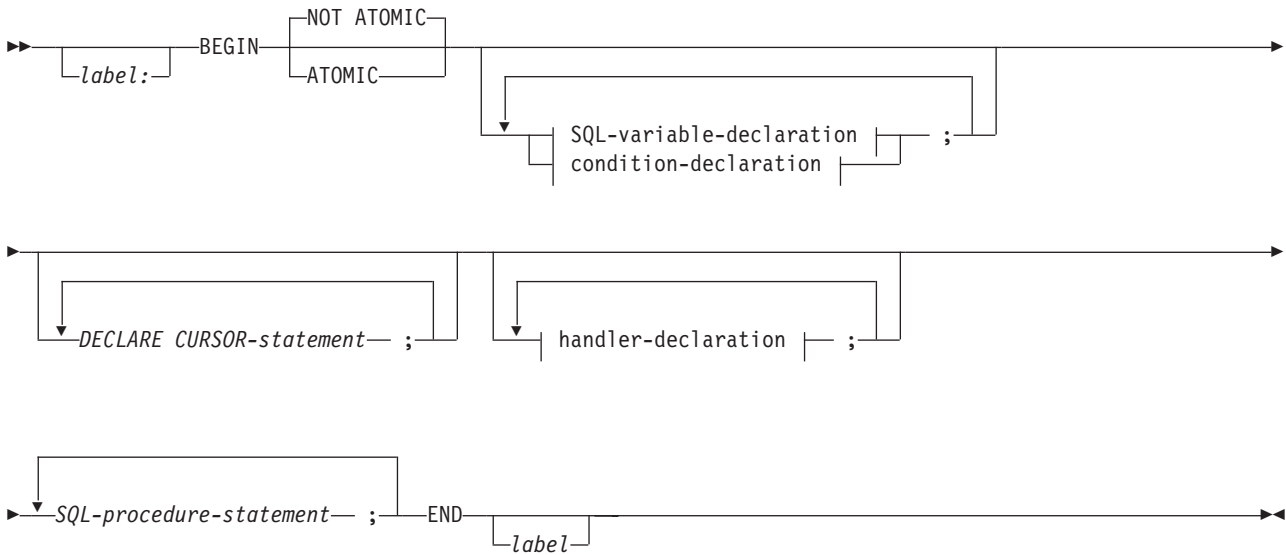 NOT ATOMIC
label: BEGIN ATOMIC
SQL-variable-declaration ;
condition-declaration
DECLARE CURSOR-statement ; handler-declaration ;
SQL-procedure-statement ; END
label